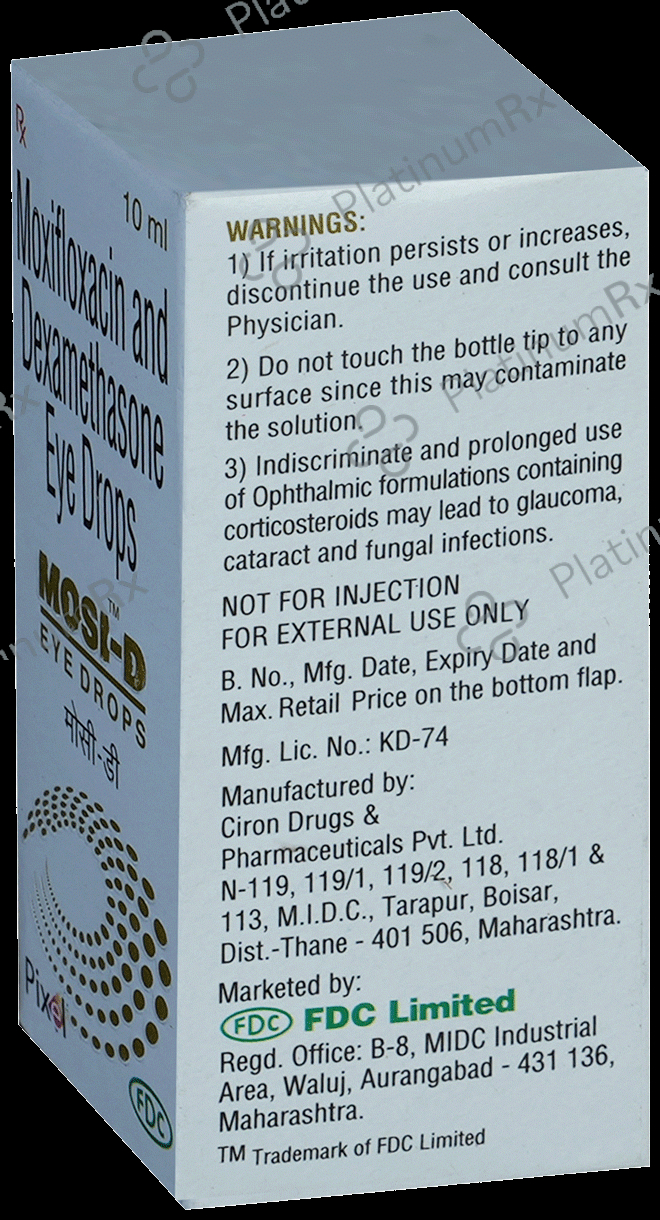 Rx
10 ml
Moxifloxacin and
Dexamethasone
Eye Drops
MOSI-D™
EYE DROPS
मोसी-डी
Pixel
FDC
WARNINGS:
1) If irritation persists or increases,
discontinue the use and consult the
Physician.
2) Do not touch the bottle tip to any
surface since this may contaminate
the solution.
3) Indiscriminate and prolonged use
of Ophthalmic formulations containing
corticosteroids may lead to glaucoma,
cataract and fungal infections.
NOT FOR INJECTION
FOR EXTERNAL USE ONLY
B. No., Mfg. Date, Expiry Date and
Max. Retail Price on the bottom flap.
Mfg. Lic. No.: KD-74
Manufactured by:
Ciron Drugs &
Pharmaceuticals Pvt. Ltd.
N-119, 119/1, 119/2, 118, 118/1 &
113, M.I.D.C., Tarapur, Boisar,
Dist.-Thane - 401 506, Maharashtra.
Marketed by:
FDC FDC Limited
Regd. Office: B-8, MIDC Industrial
Area, Waluj, Aurangabad - 431 136,
Maharashtra.
TM Trademark of FDC Limited
PlatinumRx
PlatinumRx